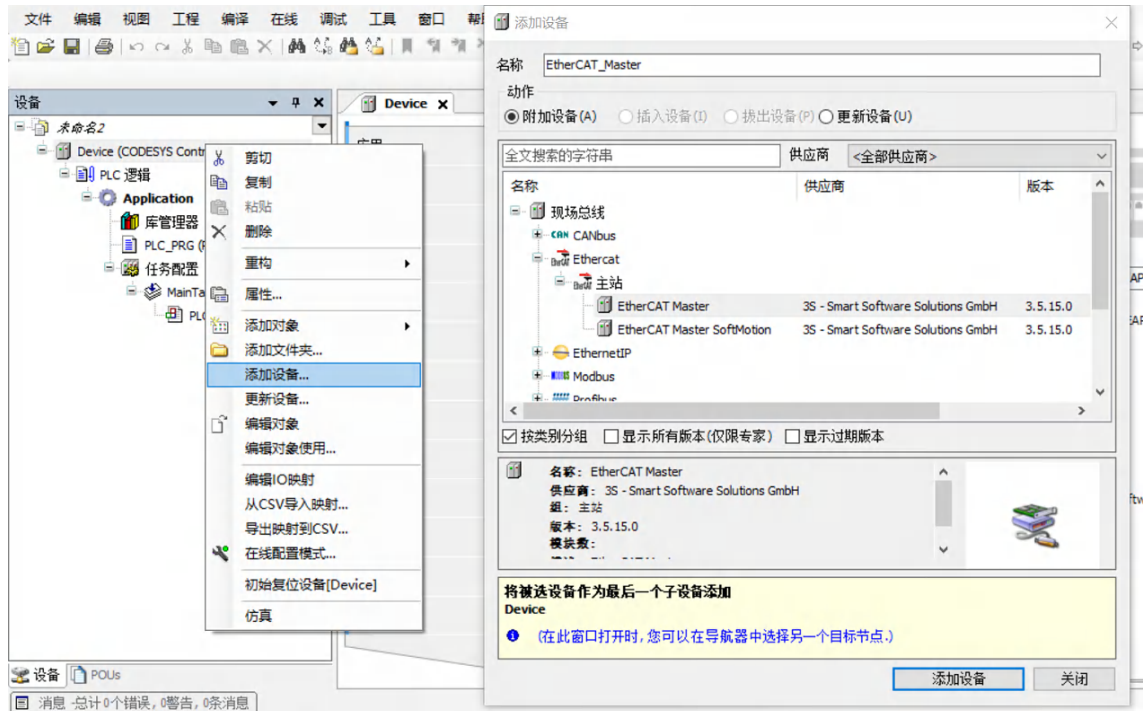 文件 编辑 视图 工程 编译 在线 调试 工具 窗口
设备
未命名2
Device (CODESYS Contr
PLC 逻辑
Application
库管理器
PLC_PRG (
任务配置
MainTa
PLC
Device
剪切
复制
粘贴
删除
重构
属性...
添加对象
添加文件夹...
添加设备...
更新设备...
编辑对象
编辑对象使用...
编辑IO映射
从CSV导入映射...
导出映射到CSV...
在线配置模式...
初始复位设备[Device]
仿真
设备 POUs
消息 -总计0个错误, 0警告, 0条消息
添加设备
名称 EtherCAT_Master
动作
附加设备(A) 插入设备(I) 拔出设备(P) 更新设备(U)
全文搜索的字符串 供应商 <全部供应商>
名称 供应商 版本
现场总线
CAN CANbus
EtherCAT Ethercat
EtherCAT 主站
EtherCAT Master 3S - Smart Software Solutions GmbH 3.5.15.0
EtherCAT Master SoftMotion 3S - Smart Software Solutions GmbH 3.5.15.0
EthernetIP
Modbus
Profibus
按类别分组 显示所有版本(仅限专家) 显示过期版本
名称: EtherCAT Master
供应商: 3S - Smart Software Solutions GmbH
组: 主站
版本: 3.5.15.0
模块数:
将被选设备作为最后一个子设备添加
Device
(在此窗口打开时, 您可以在导航器中选择另一个目标节点.)
添加设备 关闭